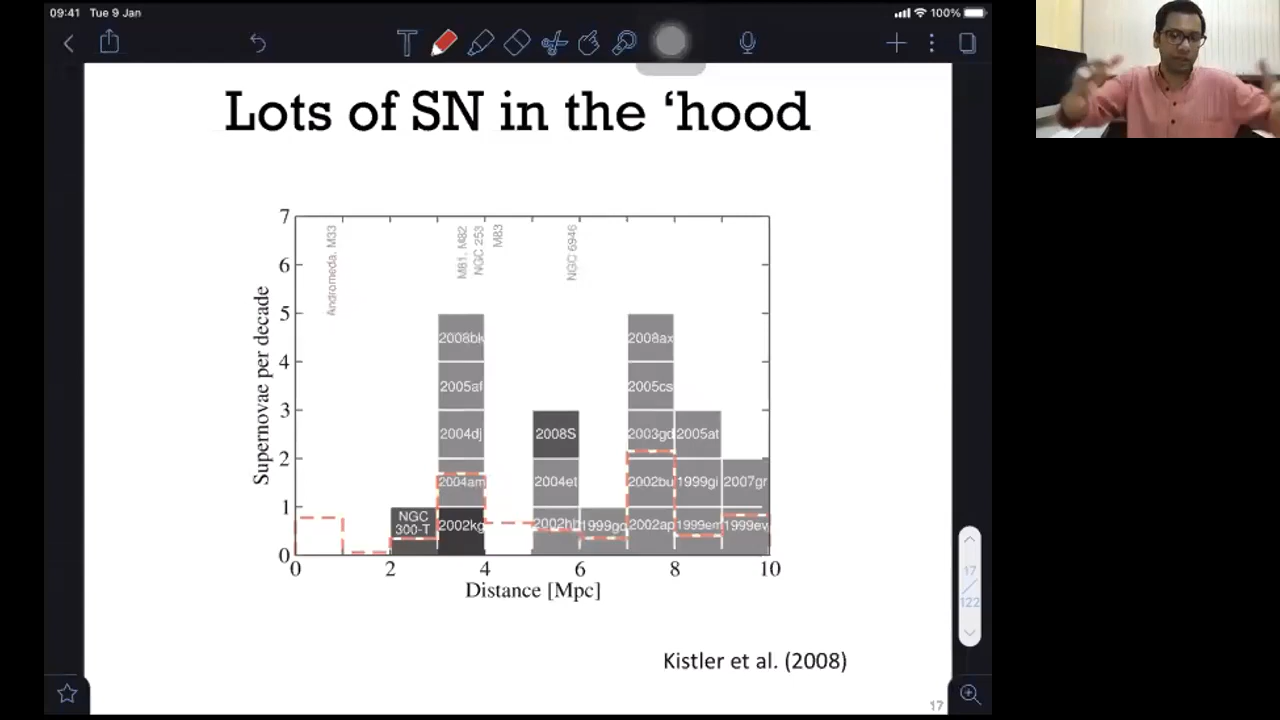 09:41 Tue 9 Jan
100%
Lots of SN in the ‘hood
7
6
5
4
3
2
1
0
Supernovae per decade
Andromeda, M33
M81, M82
NGC 253
M83
NGC 6946
2008bk
2005af
2004dj
2004am
2002kg
NGC
300-T
2008S
2004et
2002hh
1999gq
2008ax
2005cs
2003gd
2002bu
2002ap
2005at
1999gi
1999em
2007gr
1999ev
0 2 4 6 8 10
Distance [Mpc]
Kistler et al. (2008)
17
122
17